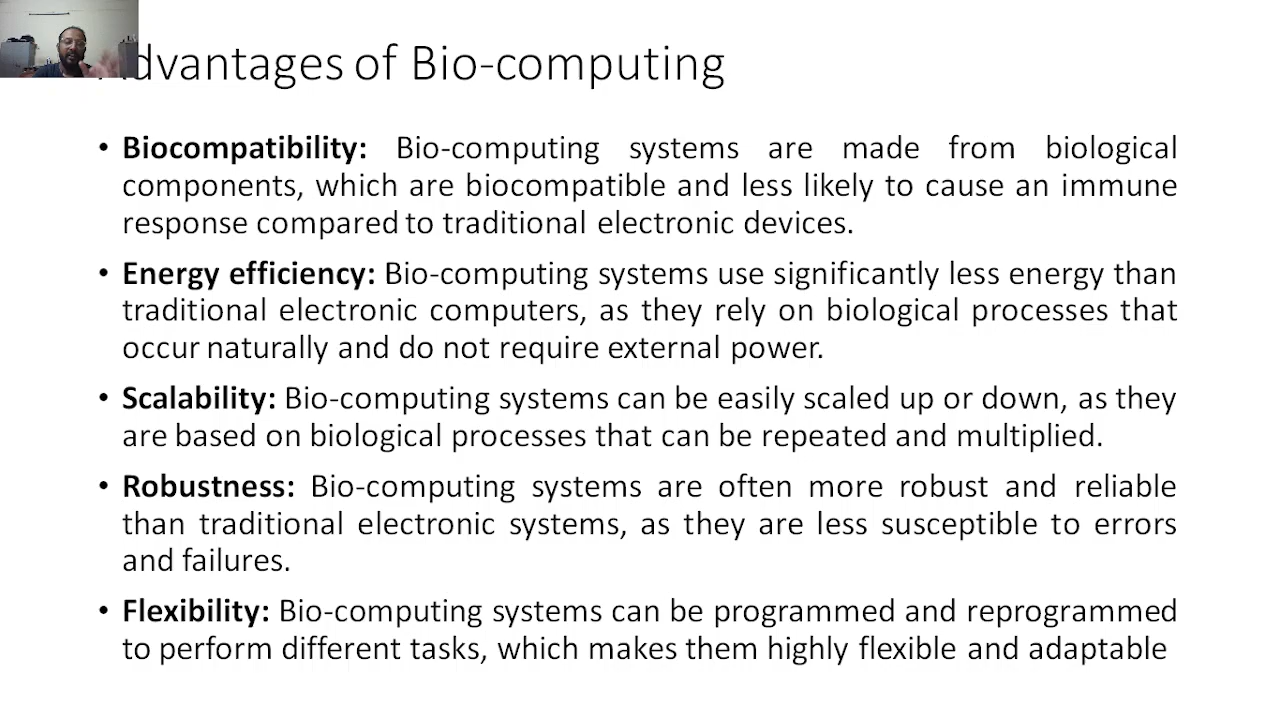 Advantages of Bio-computing
• Biocompatibility: Bio-computing systems are made from biological
components, which are biocompatible and less likely to cause an immune
response compared to traditional electronic devices.
• Energy efficiency: Bio-computing systems use significantly less energy than
traditional electronic computers, as they rely on biological processes that
occur naturally and do not require external power.
• Scalability: Bio-computing systems can be easily scaled up or down, as they
are based on biological processes that can be repeated and multiplied.
• Robustness: Bio-computing systems are often more robust and reliable
than traditional electronic systems, as they are less susceptible to errors
and failures.
• Flexibility: Bio-computing systems can be programmed and reprogrammed
to perform different tasks, which makes them highly flexible and adaptable